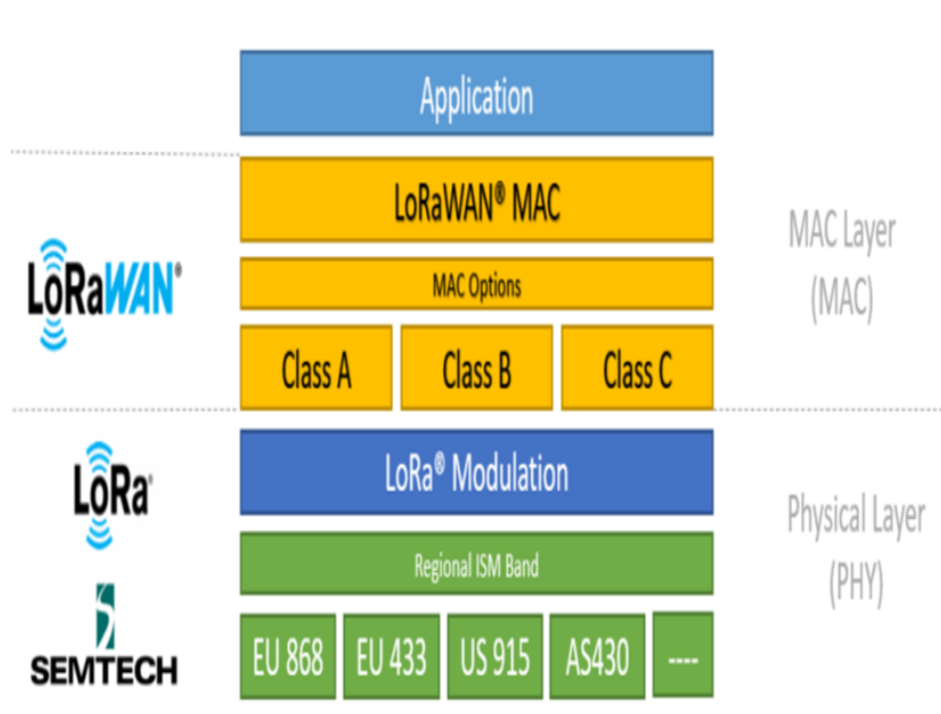 Application
LoRaWAN® MAC
MAC Options
Class A
Class B
Class C
LoRaWAN®
MAC Layer
(MAC)
LoRa® Modulation
Regional ISM Band
EU 868
EU 433
US 915
AS430
----
LoRa®
SEMTECH
Physical Layer
(PHY)